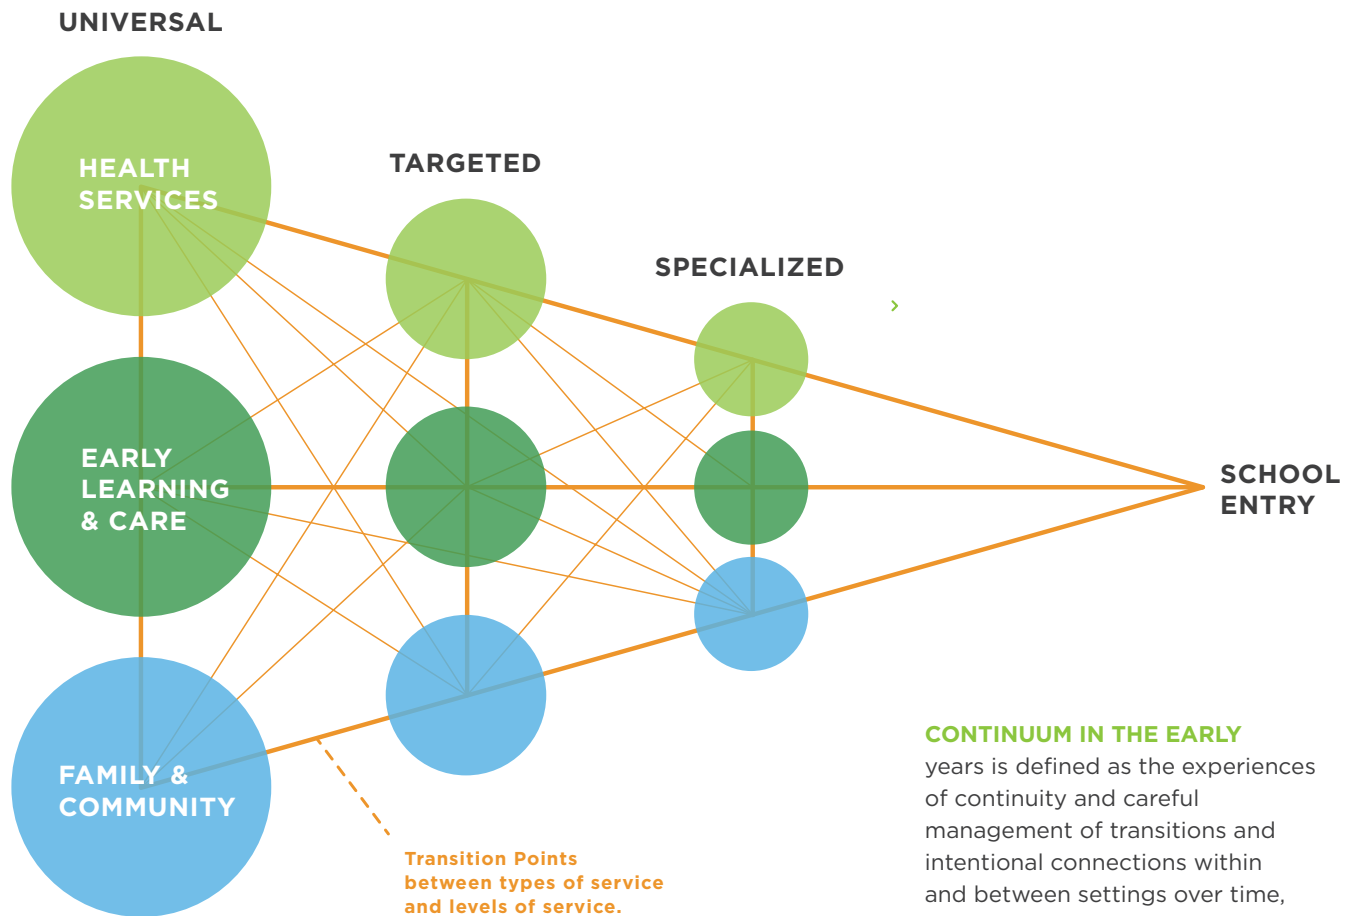 UNIVERSAL
HEALTH
SERVICES
TARGETED
SPECIALIZED
EARLY
LEARNING
& CARE
SCHOOL
ENTRY
FAMILY &
COMMUNITY
Transition Points
between types of service
and levels of service.
CONTINUUM IN THE EARLY
years is defined as the experiences
of continuity and careful
management of transitions and
intentional connections within
and between settings over time,